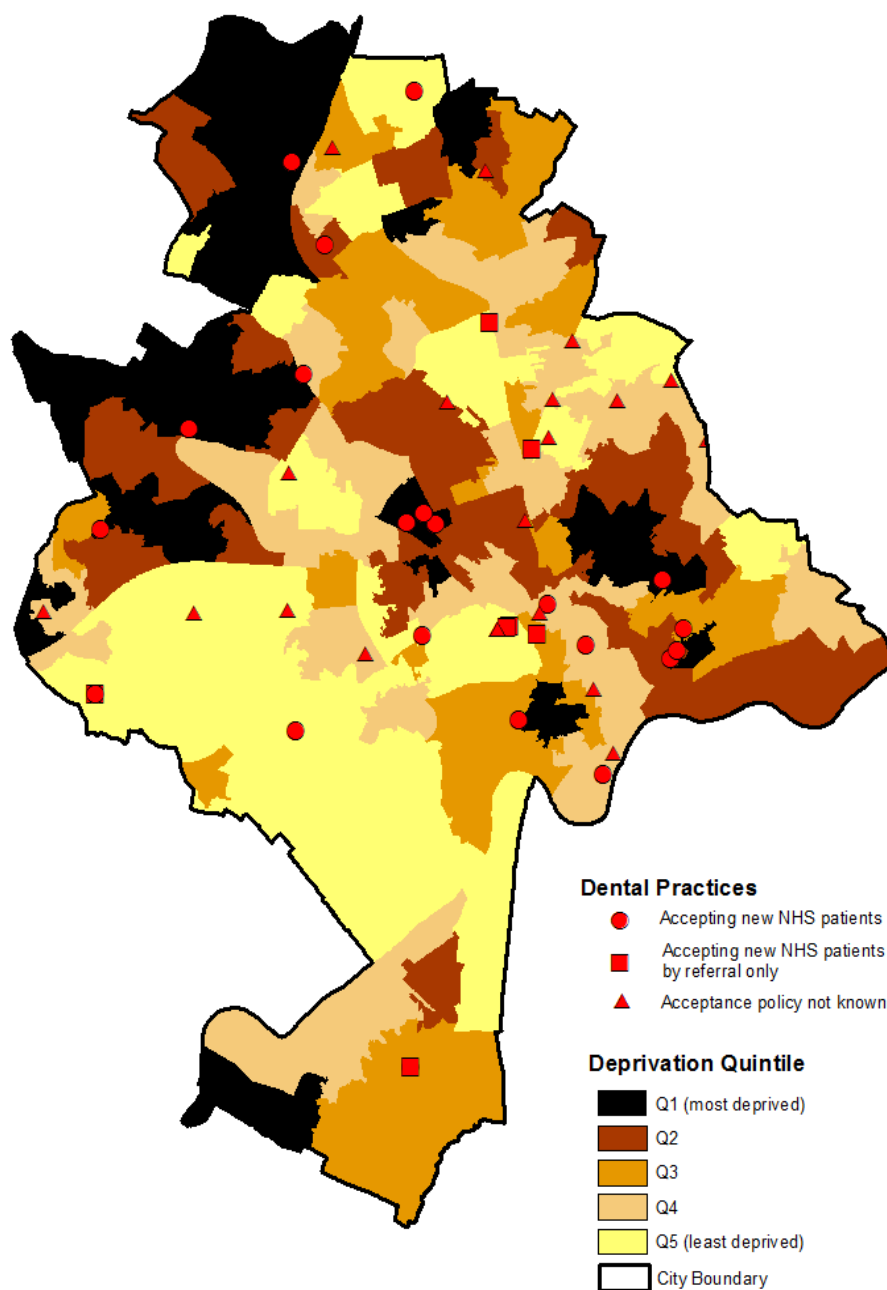 Dental Practices
Accepting new NHS patients
Accepting new NHS patients
by referral only
Acceptance policy not known
Deprivation Quintile
Q1 (most deprived)
Q2
Q3
Q4
Q5 (least deprived)
City Boundary